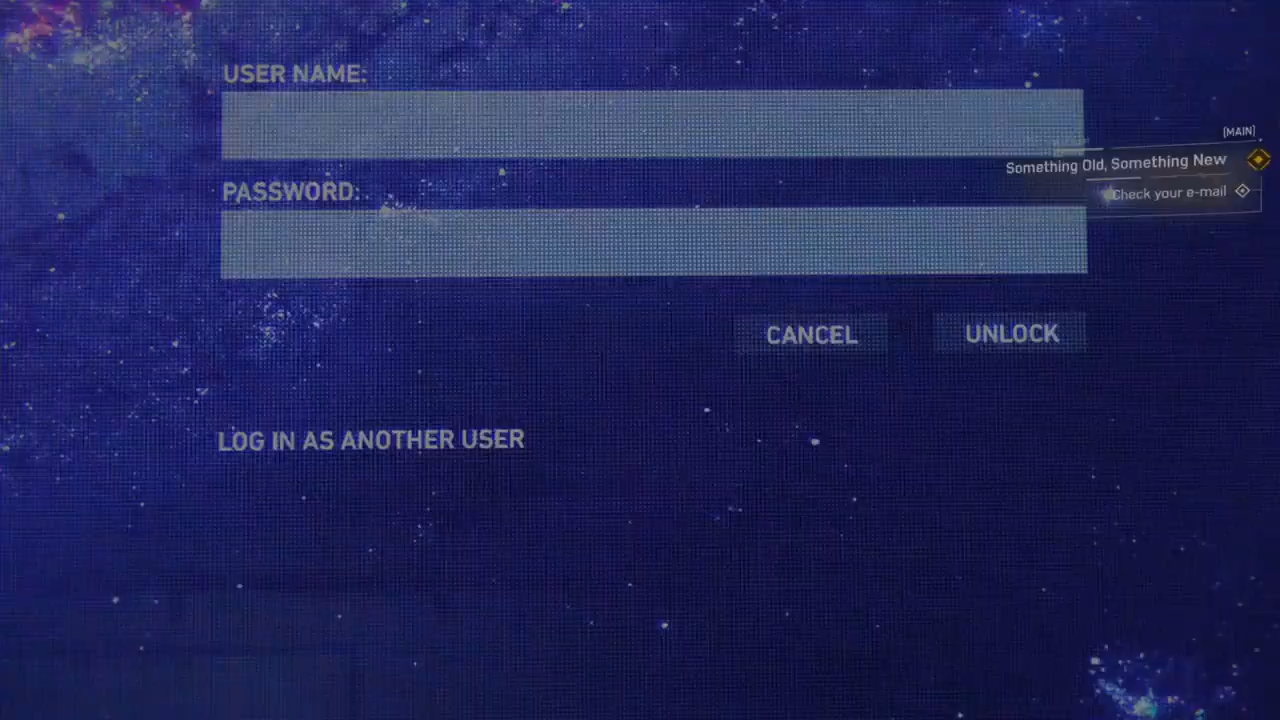 USER NAME:
[MAIN]
Something Old, Something New
PASSWORD:
Check your e-mail
CANCEL
UNLOCK
LOG IN AS ANOTHER USER